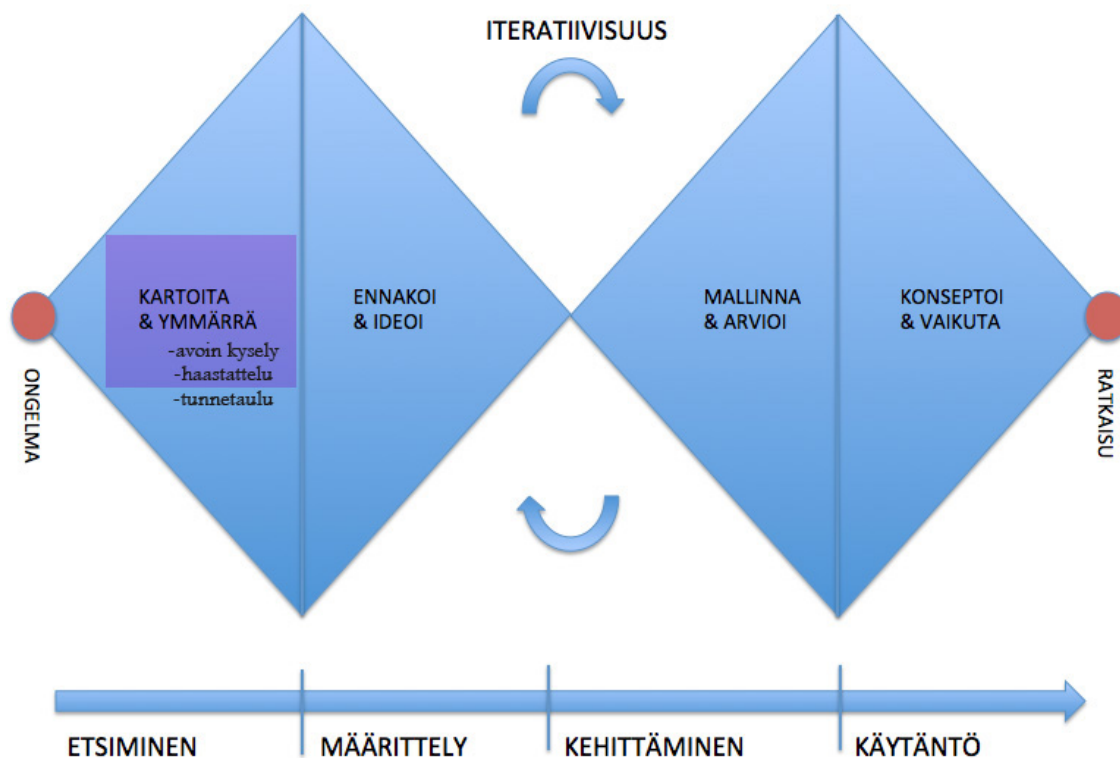 ITERATIIVISUUS
KARTOITA
& YMMÄRRÄ
-avoin kysely
-haastattelu
-tunnetaulu
ENNAKOI
& IDEOI
MALLINNA
& ARVIOI
KONSEPTOI
& VAIKUTA
ONGELMA
RATKAISU
ETSIMINEN
MÄÄRITTELY
KEHITTÄMINEN
KÄYTÄNTÖ